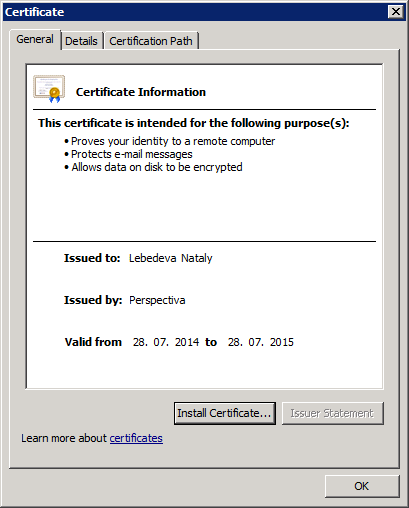 Certificate
General Details Certification Path
Certificate Information
This certificate is intended for the following purpose(s):
• Proves your identity to a remote computer
• Protects e-mail messages
• Allows data on disk to be encrypted
Issued to: Lebedeva Nataly
Issued by: Perspectiva
Valid from 28. 07. 2014 to 28. 07. 2015
Install Certificate... Issuer Statement
Learn more about certificates
OK